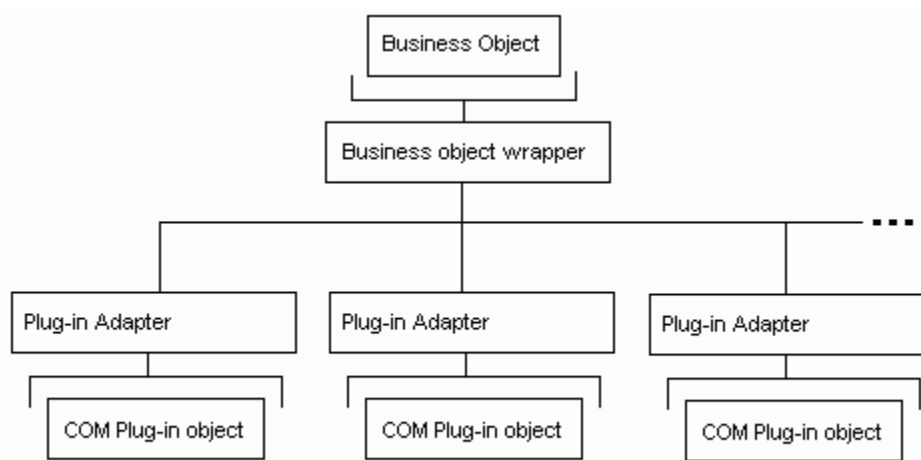 Business Object
Business object wrapper
...
Plug-in Adapter
Plug-in Adapter
Plug-in Adapter
COM Plug-in object
COM Plug-in object
COM Plug-in object